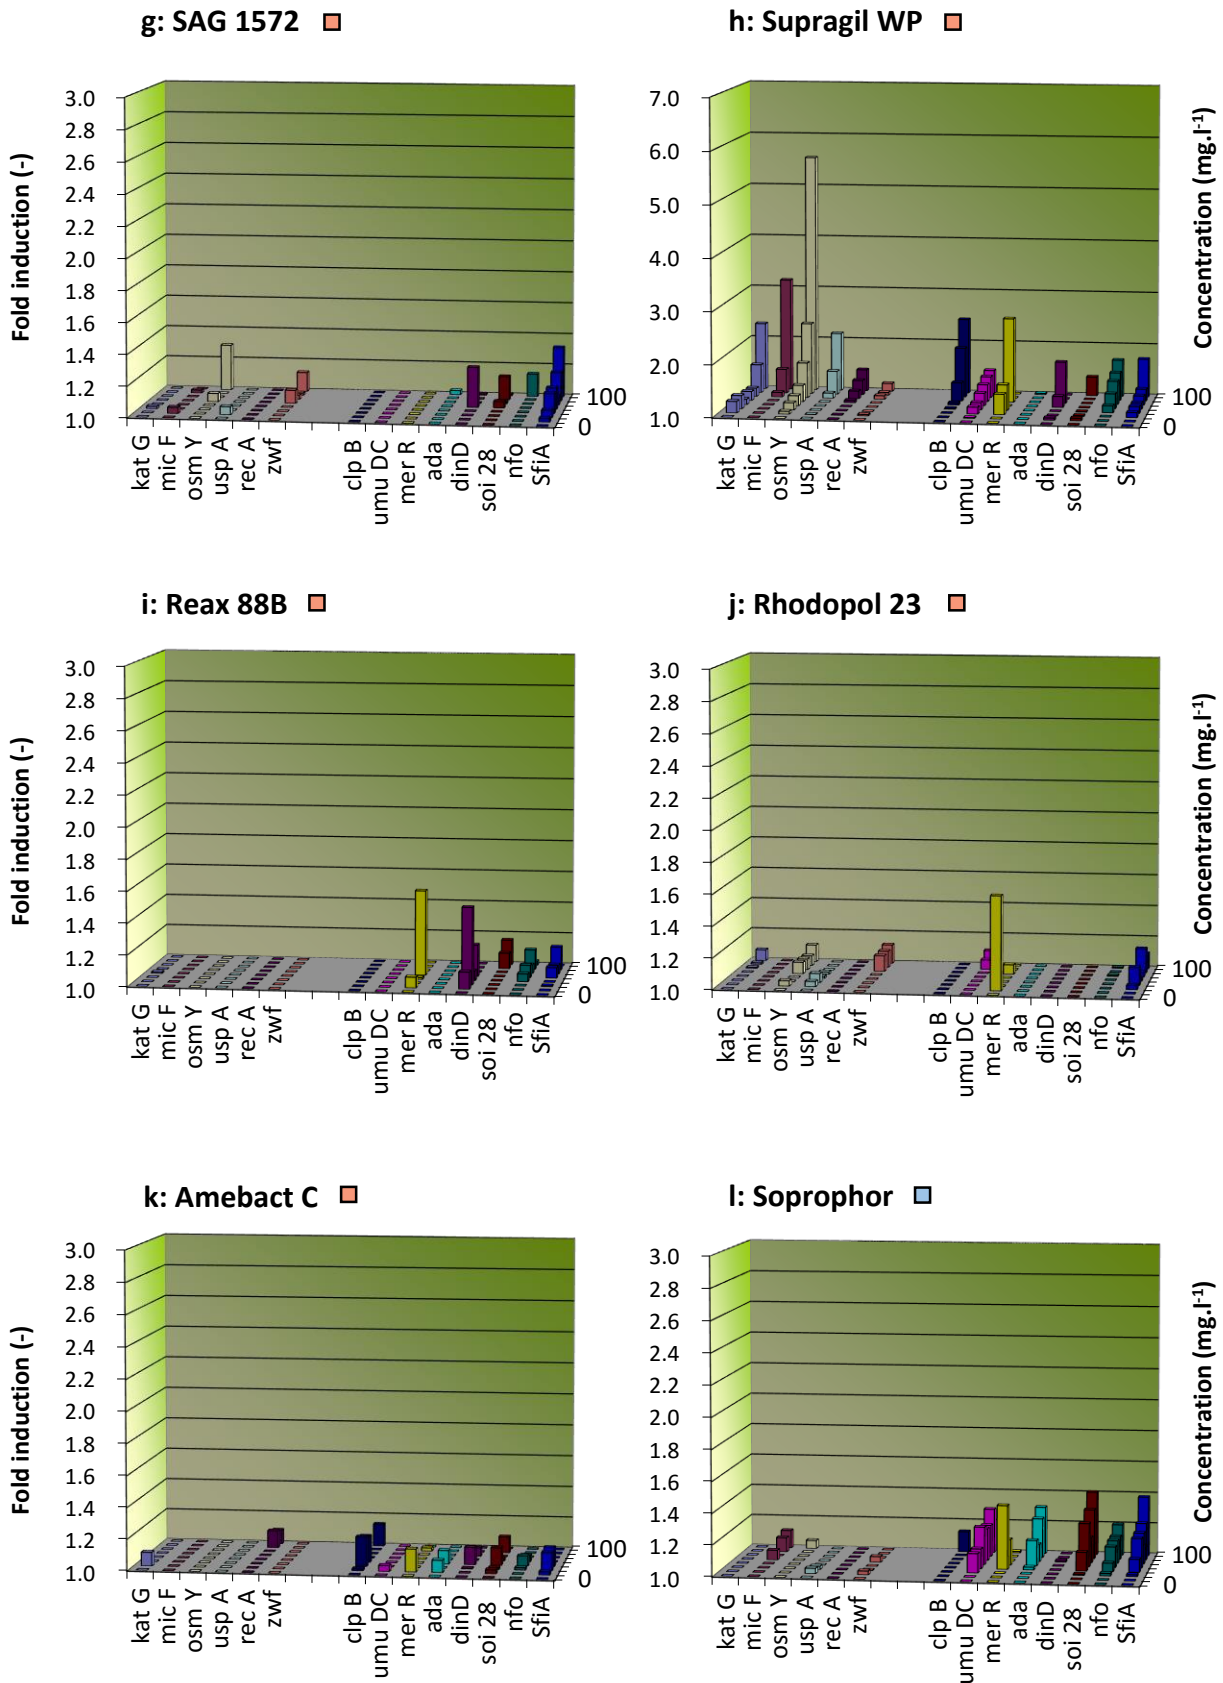 g: SAG 1572
h: Supragil WP
Fold induction (-)
3.0
2.8
2.6
2.4
2.2
2.0
1.8
1.6
1.4
1.2
1.0
kat G
mic F
osm Y
usp A
rec A
zwf
clp B
umu DC
mer R
ada
dinD
soi 28
nfo
SfiA
100
0
7.0
6.0
5.0
4.0
3.0
2.0
1.0
kat G
mic F
osm Y
usp A
rec A
zwf
clp B
umu DC
mer R
ada
dinD
soi 28
nfo
SfiA
100
0
Concentration (mg.l-1)
i: Reax 88B
j: Rhodopol 23
Fold induction (-)
3.0
2.8
2.6
2.4
2.2
2.0
1.8
1.6
1.4
1.2
1.0
kat G
mic F
osm Y
usp A
rec A
zwf
clp B
umu DC
mer R
ada
dinD
soi 28
nfo
SfiA
100
0
3.0
2.8
2.6
2.4
2.2
2.0
1.8
1.6
1.4
1.2
1.0
kat G
mic F
osm Y
usp A
rec A
zwf
clp B
umu DC
mer R
ada
dinD
soi 28
nfo
SfiA
100
0
Concentration (mg.l-1)
k: Amebact C
l: Soprophor
Fold induction (-)
3.0
2.8
2.6
2.4
2.2
2.0
1.8
1.6
1.4
1.2
1.0
kat G
mic F
osm Y
usp A
rec A
zwf
clp B
umu DC
mer R
ada
dinD
soi 28
nfo
SfiA
100
0
3.0
2.8
2.6
2.4
2.2
2.0
1.8
1.6
1.4
1.2
1.0
kat G
mic F
osm Y
usp A
rec A
zwf
clp B
umu DC
mer R
ada
dinD
soi 28
nfo
SfiA
100
0
Concentration (mg.l-1)